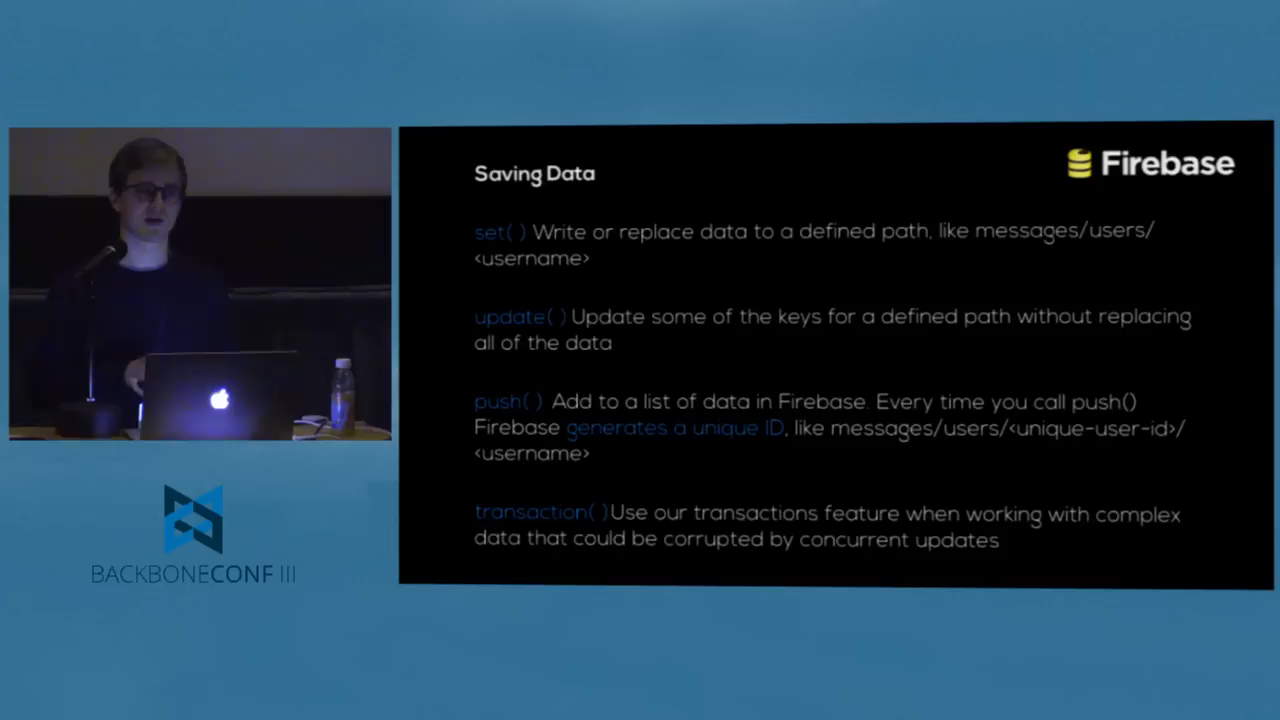 Saving Data
Firebase
set( ) Write or replace data to a defined path, like messages/users/
<username>
update( ) Update some of the keys for a defined path without replacing
all of the data
push( ) Add to a list of data in Firebase. Every time you call push()
Firebase generates a unique ID, like messages/users/<unique-user-id>/
<username>
transaction( )Use our transactions feature when working with complex
data that could be corrupted by concurrent updates
BACKBONECONF III